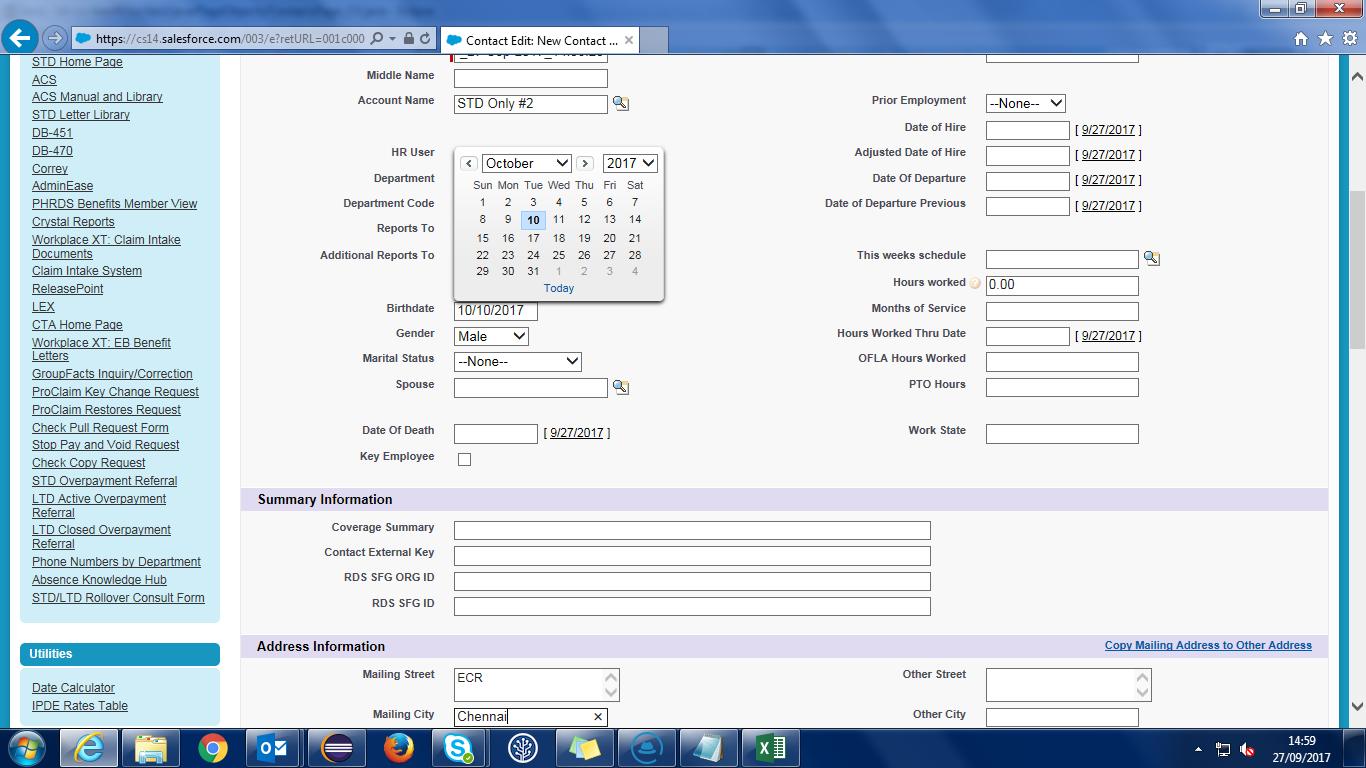 https://cs14.salesforce.com/003/e?retURL=001c000
Contact Edit: New Contact ...
STD Home Page
ACS
ACS Manual and Library
STD Letter Library
DB-451
DB-470
Correy
AdminEase
PHRDS Benefits Member View
Crystal Reports
Workplace XT: Claim Intake
Documents
Claim Intake System
ReleasePoint
LEX
CTA Home Page
Workplace XT: EB Benefit
Letters
GroupFacts Inquiry/Correction
ProClaim Key Change Request
ProClaim Restores Request
Check Pull Request Form
Stop Pay and Void Request
Check Copy Request
STD Overpayment Referral
LTD Active Overpayment
Referral
LTD Closed Overpayment
Referral
Phone Numbers by Department
Absence Knowledge Hub
STD/LTD Rollover Consult Form
Utilities
Date Calculator
IPDE Rates Table
Middle Name
Account Name STD Only #2
HR User
Department
Department Code
Reports To
Additional Reports To
October 2017
Sun Mon Tue Wed Thu Fri Sat
1 2 3 4 5 6 7
8 9 10 11 12 13 14
15 16 17 18 19 20 21
22 23 24 25 26 27 28
29 30 31 1 2 3 4
Today
Birthdate 10/10/2017
Gender Male
Marital Status --None--
Spouse
Date Of Death [ 9/27/2017 ]
Key Employee
Prior Employment --None--
Date of Hire [ 9/27/2017 ]
Adjusted Date of Hire [ 9/27/2017 ]
Date Of Departure [ 9/27/2017 ]
Date of Departure Previous [ 9/27/2017 ]
This weeks schedule
Hours worked 0.00
Months of Service
Hours Worked Thru Date [ 9/27/2017 ]
OFLA Hours Worked
PTO Hours
Work State
Summary Information
Coverage Summary
Contact External Key
RDS SFG ORG ID
RDS SFG ID
Address Information Copy Mailing Address to Other Address
Mailing Street ECR
Other Street
Mailing City Chennai
Other City
14:59
27/09/2017